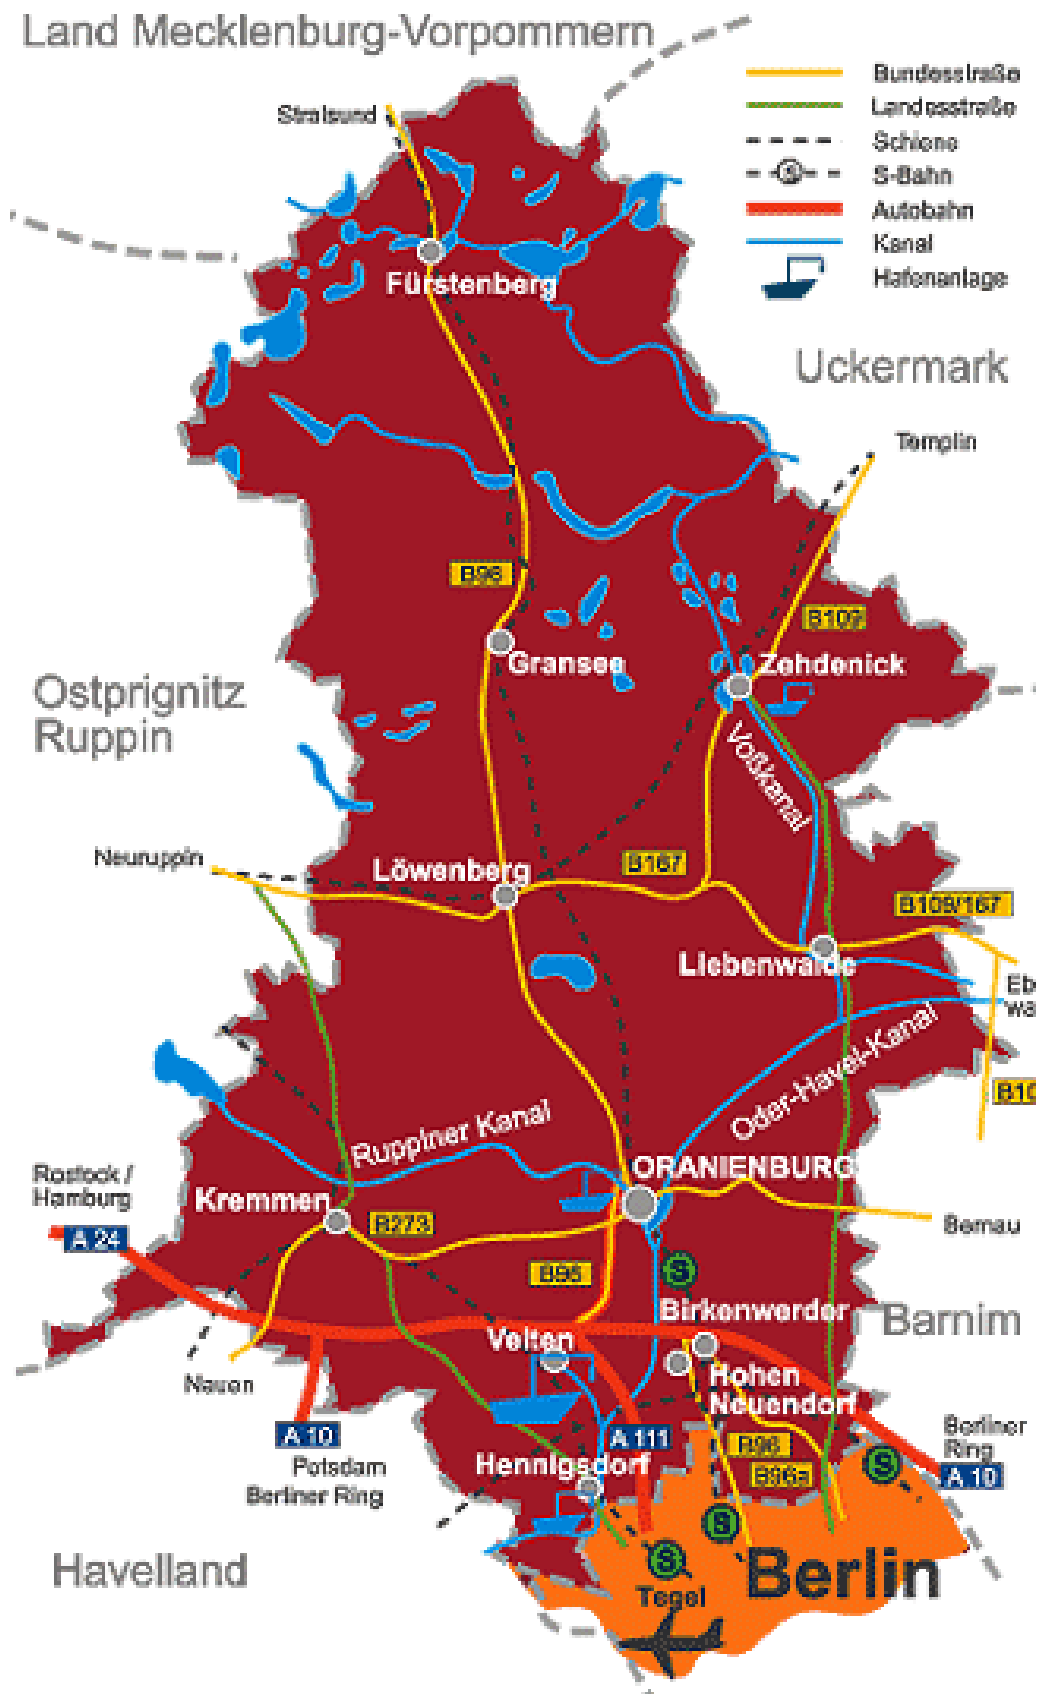 Land Mecklenburg-Vorpommern
Bundesstraße
Landesstraße
Schiene
S
S-Bahn
Autobahn
Kanal
Hafenanlage
Stralsund
Fürstenberg
Uckermark
Templin
B96
B109
Gransee
Zehdenick
Ostprignitz
Ruppin
Voßkanal
Neuruppin
Löwenberg
B167
B109/167
Liebenwalde
Eb
wa
Oder-Havel-Kanal
B10
Ruppiner Kanal
ORANIENBURG
Rostock /
Hamburg
A 24
Kremmen
B273
Bernau
B96
S
Birkenwerder
Barnim
Velten
Hohen
Neuendorf
Nauen
A 10
Potsdam
Berliner Ring
A 111
B96
B96a
Berliner
Ring
A 10
Hennigsdorf
S
S
S
Havelland
Berlin
Tegel